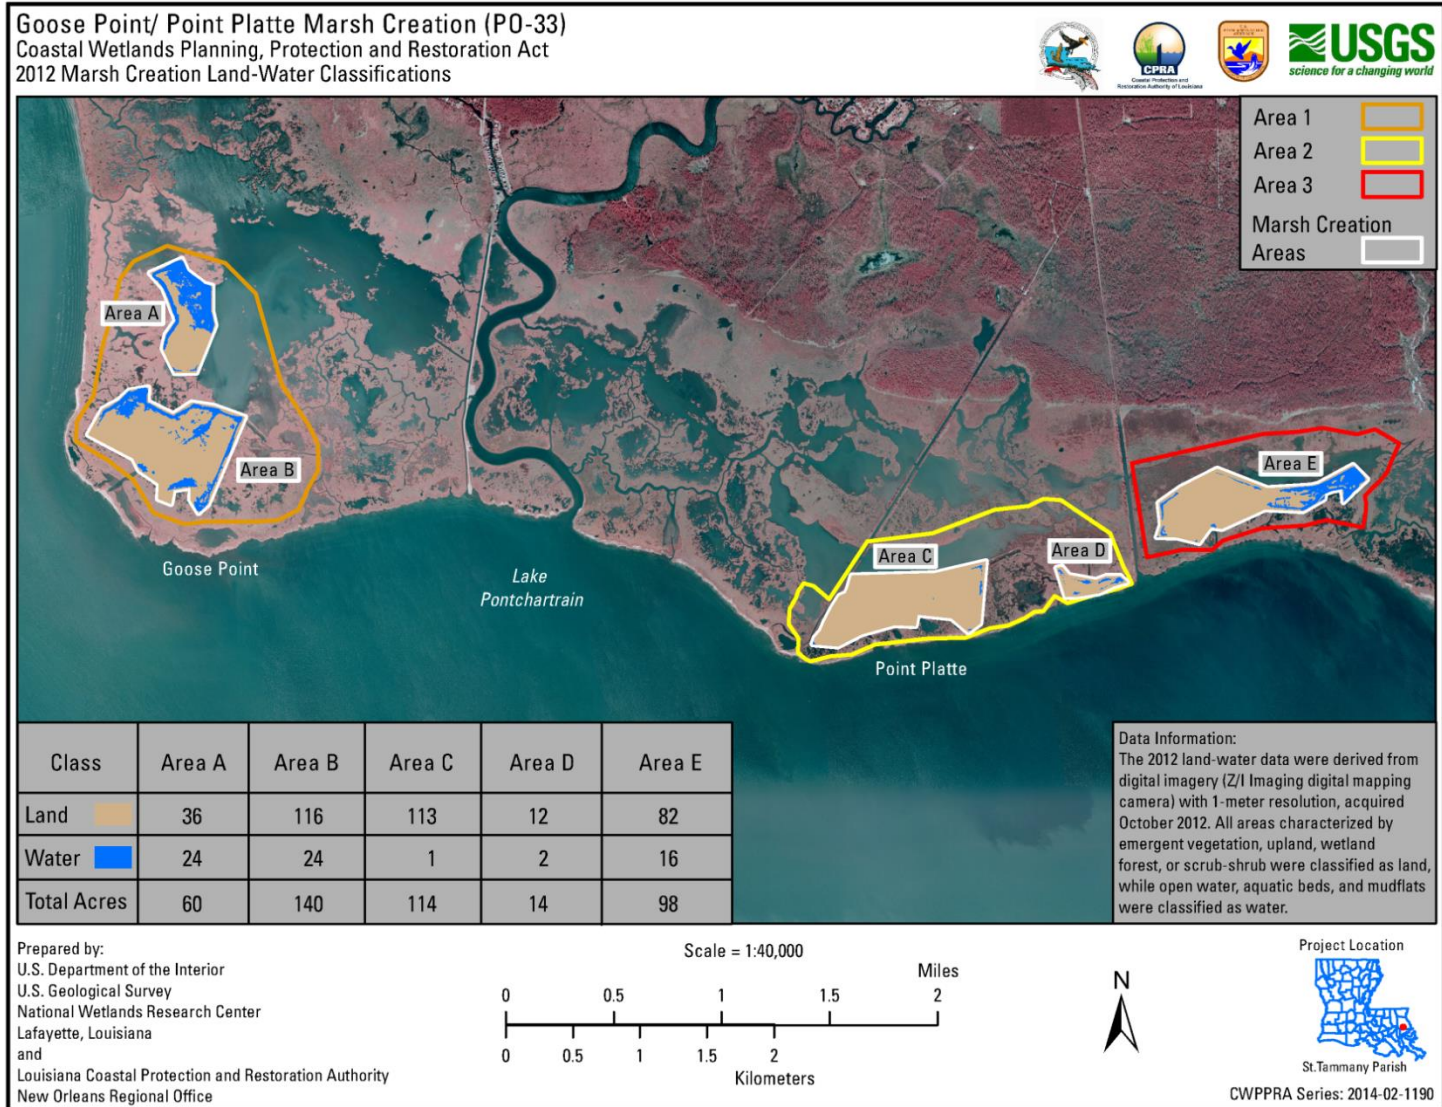 Goose Point/ Point Platte Marsh Creation (PO-33)
Coastal Wetlands Planning, Protection and Restoration Act
2012 Marsh Creation Land-Water Classifications
CPRA
Coastal Protection and
Restoration Authority of Louisiana
USGS
science for a changing world
Area 1
Area 2
Area 3
Marsh Creation
Areas
Area A
Area B
Area E
Area C
Area D
Goose Point
Lake
Pontchartrain
Point Platte
Class Area A Area B Area C Area D Area E
Land 36 116 113 12 82
Water 24 24 1 2 16
Total Acres 60 140 114 14 98
Data Information:
The 2012 land-water data were derived from
digital imagery (Z/I Imaging digital mapping
camera) with 1-meter resolution, acquired
October 2012. All areas characterized by
emergent vegetation, upland, wetland
forest, or scrub-shrub were classified as land,
while open water, aquatic beds, and mudflats
were classified as water.
Prepared by:
U.S. Department of the Interior
U.S. Geological Survey
National Wetlands Research Center
Lafayette, Louisiana
and
Louisiana Coastal Protection and Restoration Authority
New Orleans Regional Office
Scale = 1:40,000
Miles
0 0.5 1 1.5 2
0 0.5 1 1.5 2
Kilometers
N
Project Location
St.Tammany Parish
CWPPRA Series: 2014-02-1190